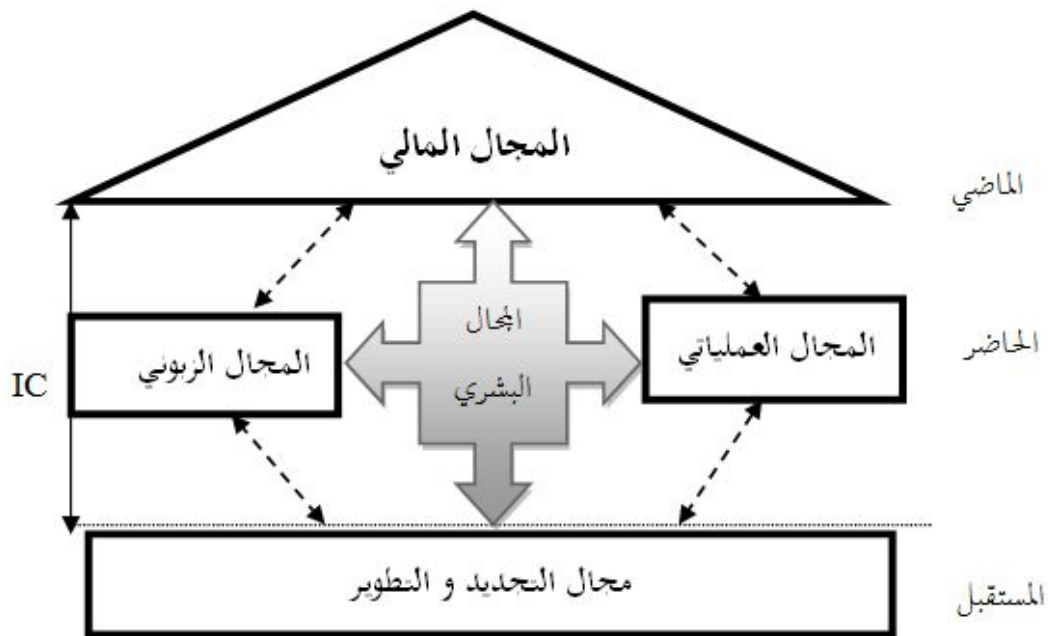 المجال المالي
الماضي
المجال
البشري
المجال العملياتي
الحاضر
المجال الزبوني
IC
مجال التجديد و التطوير
المستقبل